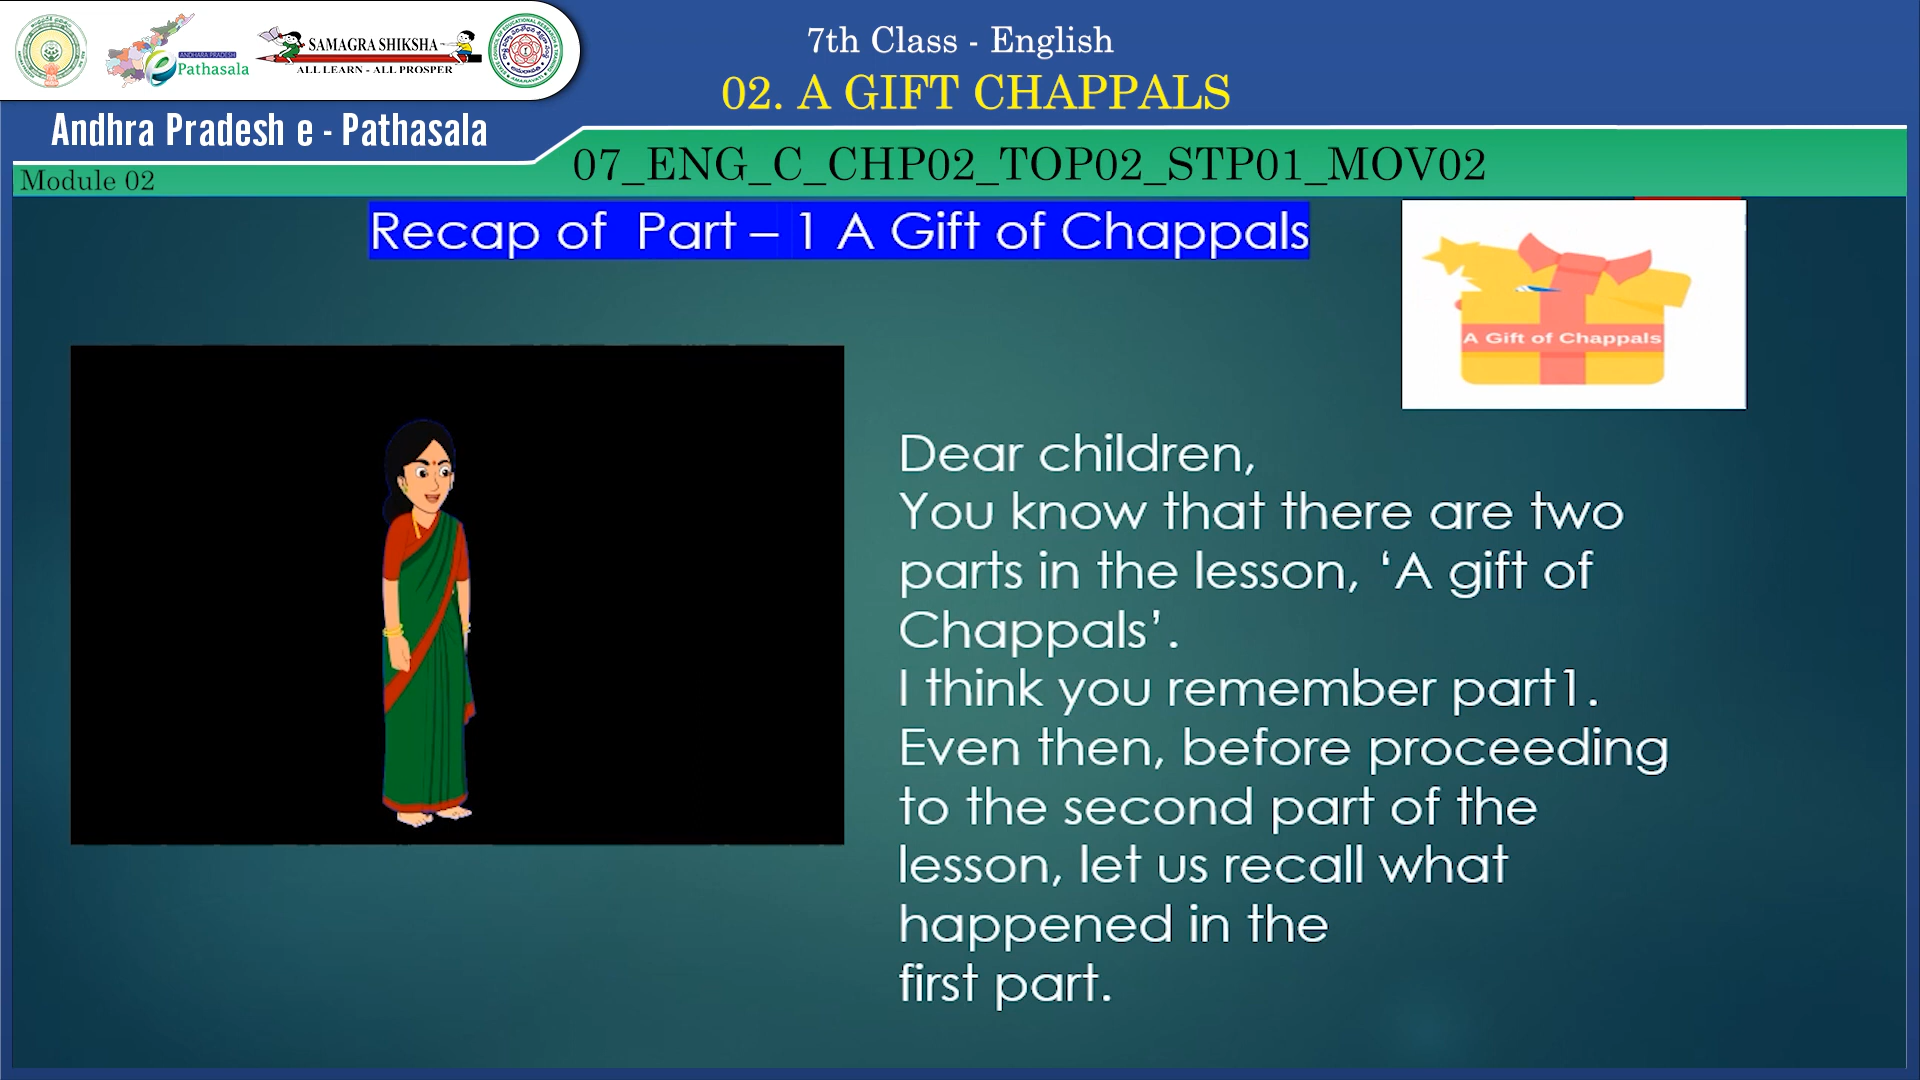 ANDHRA PRADESH
Pathasala
SAMAGRA SHIKSHA
ALL LEARN - ALL PROSPER
7th Class - English
02. A GIFT CHAPPALS
Andhra Pradesh e - Pathasala
07_ENG_C_CHP02_TOP02_STP01_MOV02
Module 02
Recap of Part – 1 A Gift of Chappals
A Gift of Chappals
Dear children,
You know that there are two
parts in the lesson, ‘A gift of
Chappals’.
I think you remember part1.
Even then, before proceeding
to the second part of the
lesson, let us recall what
happened in the
first part.